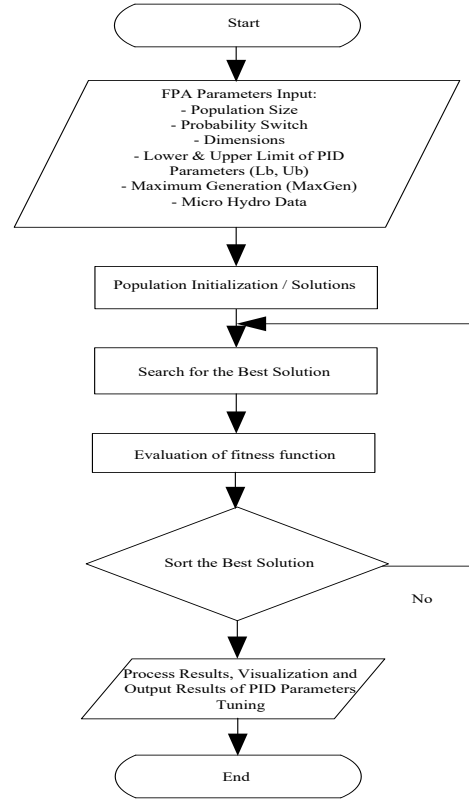 Start
FPA Parameters Input:
- Population Size
- Probability Switch
- Dimensions
- Lower & Upper Limit of PID
Parameters (Lb, Ub)
- Maximum Generation (MaxGen)
- Micro Hydro Data
Population Initialization / Solutions
Search for the Best Solution
Evaluation of fitness function
Sort the Best Solution
No
Process Results, Visualization and
Output Results of PID Parameters
Tuning
End